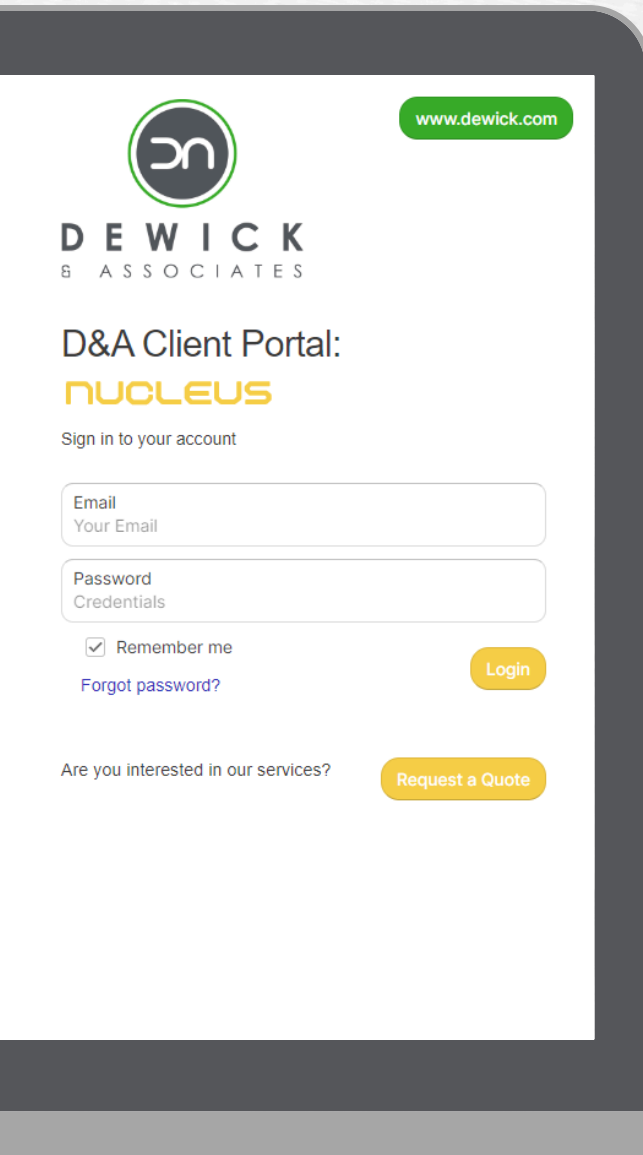 www.dewick.com
DEWICK
& ASSOCIATES
D&A Client Portal:
NUCLEUS
Sign in to your account
Email
Your Email
Password
Credentials
Remember me
Login
Forgot password?
Are you interested in our services?
Request a Quote